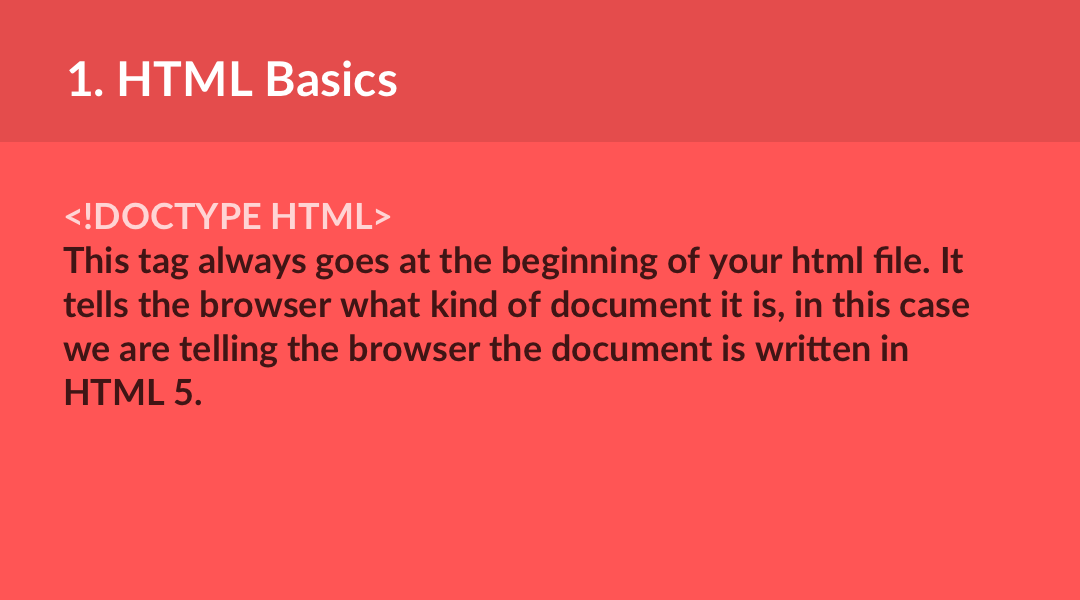 1. HTML Basics
<!DOCTYPE HTML>
This tag always goes at the beginning of your html file. It
tells the browser what kind of document it is, in this case
we are telling the browser the document is written in
HTML 5.